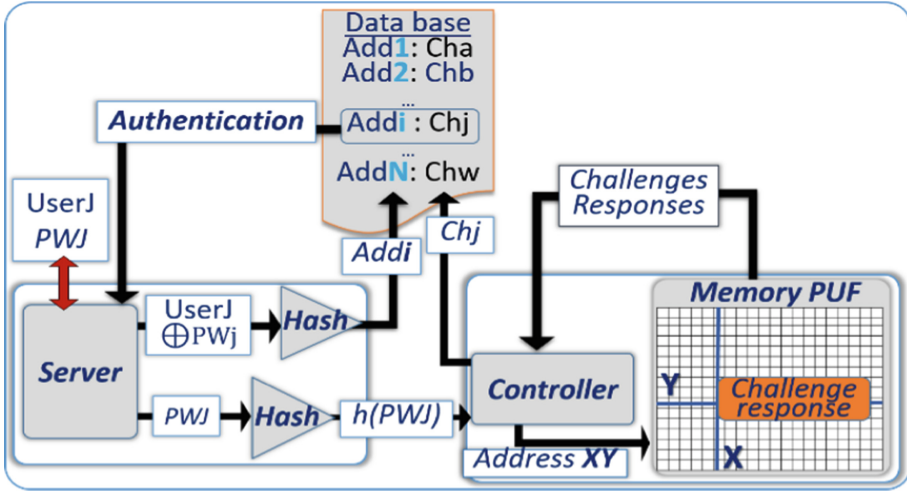 Data base
Add1: Cha
Add2: Chb
...
Addi : Chj
...
AddN: Chw
Authentication
UserJ
PWJ
Challenges
Responses
Addi
Chj
Memory PUF
UserJ
⊕PWj
Hash
Server
Controller
Y
Challenge
response
X
PWJ
Hash
h(PWJ)
Address XY